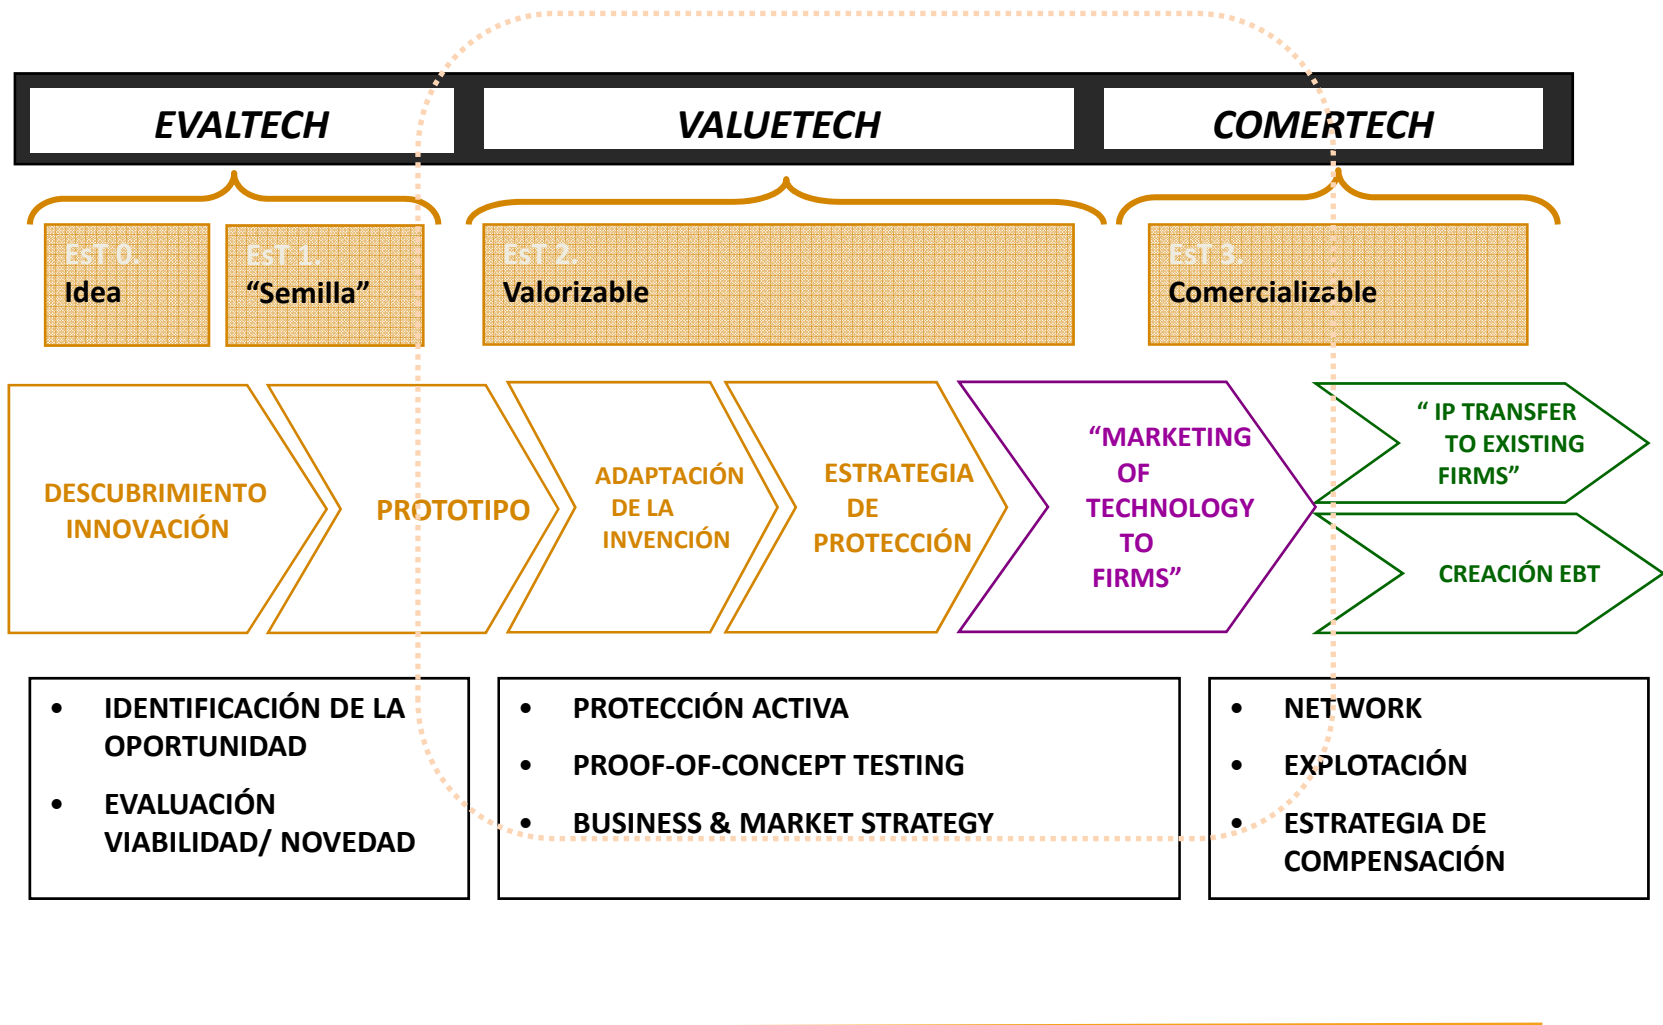 EVALTECH
VALUETECH
COMERTECH
EsT 0.
Idea
EsT 1.
“Semilla”
EsT 2.
Valorizable
EsT 3.
Comercializable
DESCUBRIMIENTO
INNOVACIÓN
PROTOTIPO
ADAPTACIÓN
DE LA
INVENCIÓN
ESTRATEGIA
DE
PROTECCIÓN
“MARKETING
OF
TECHNOLOGY
TO
FIRMS”
“ IP TRANSFER
TO EXISTING
FIRMS”
CREACIÓN EBT
• IDENTIFICACIÓN DE LA
OPORTUNIDAD
• EVALUACIÓN
VIABILIDAD/ NOVEDAD
• PROTECCIÓN ACTIVA
• PROOF-OF-CONCEPT TESTING
• BUSINESS & MARKET STRATEGY
• NETWORK
• EXPLOTACIÓN
• ESTRATEGIA DE
COMPENSACIÓN